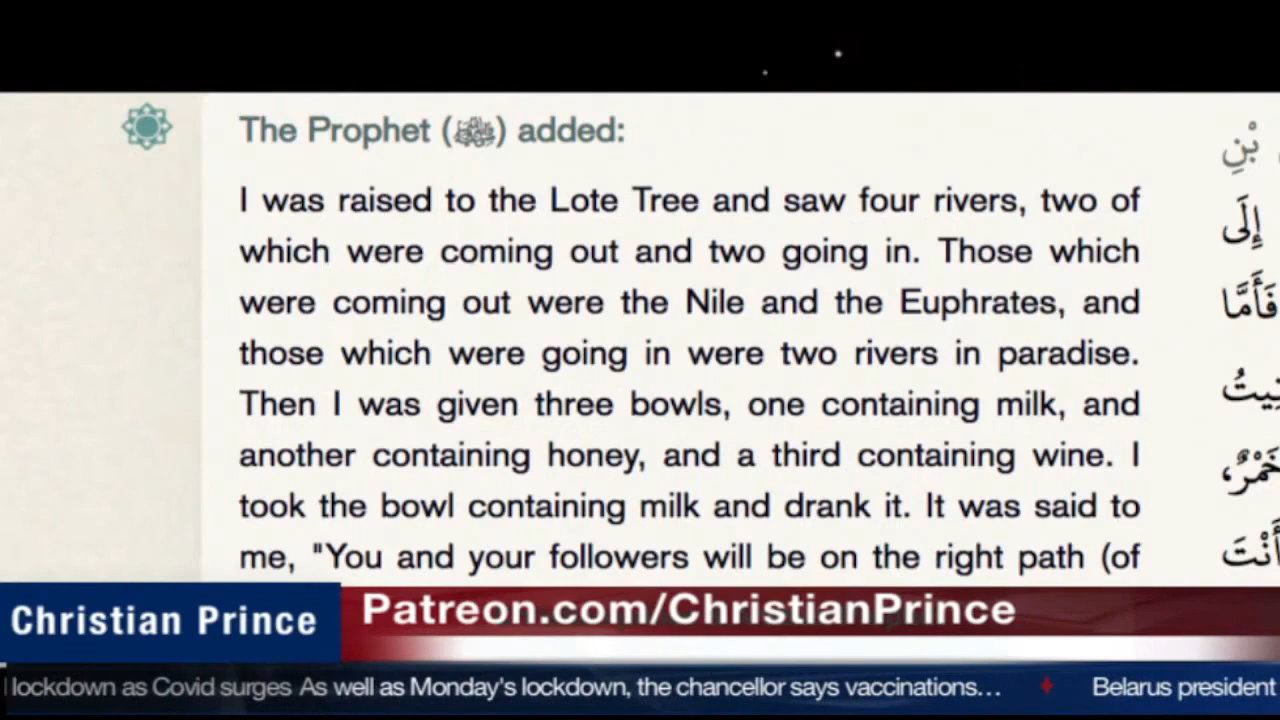 The Prophet (ﷺ) added:
I was raised to the Lote Tree and saw four rivers, two of
which were coming out and two going in. Those which
were coming out were the Nile and the Euphrates, and
those which were going in were two rivers in paradise.
Then I was given three bowls, one containing milk, and
another containing honey, and a third containing wine. I
took the bowl containing milk and drank it. It was said to
me, "You and your followers will be on the right path (of
بْنِ
إِلَى
فَأَمَّا
أَنْتَ
Christian Prince
Patreon.com/ChristianPrince
lockdown as Covid surges As well as Monday's lockdown, the chancellor says vaccinations… ♦ Belarus president